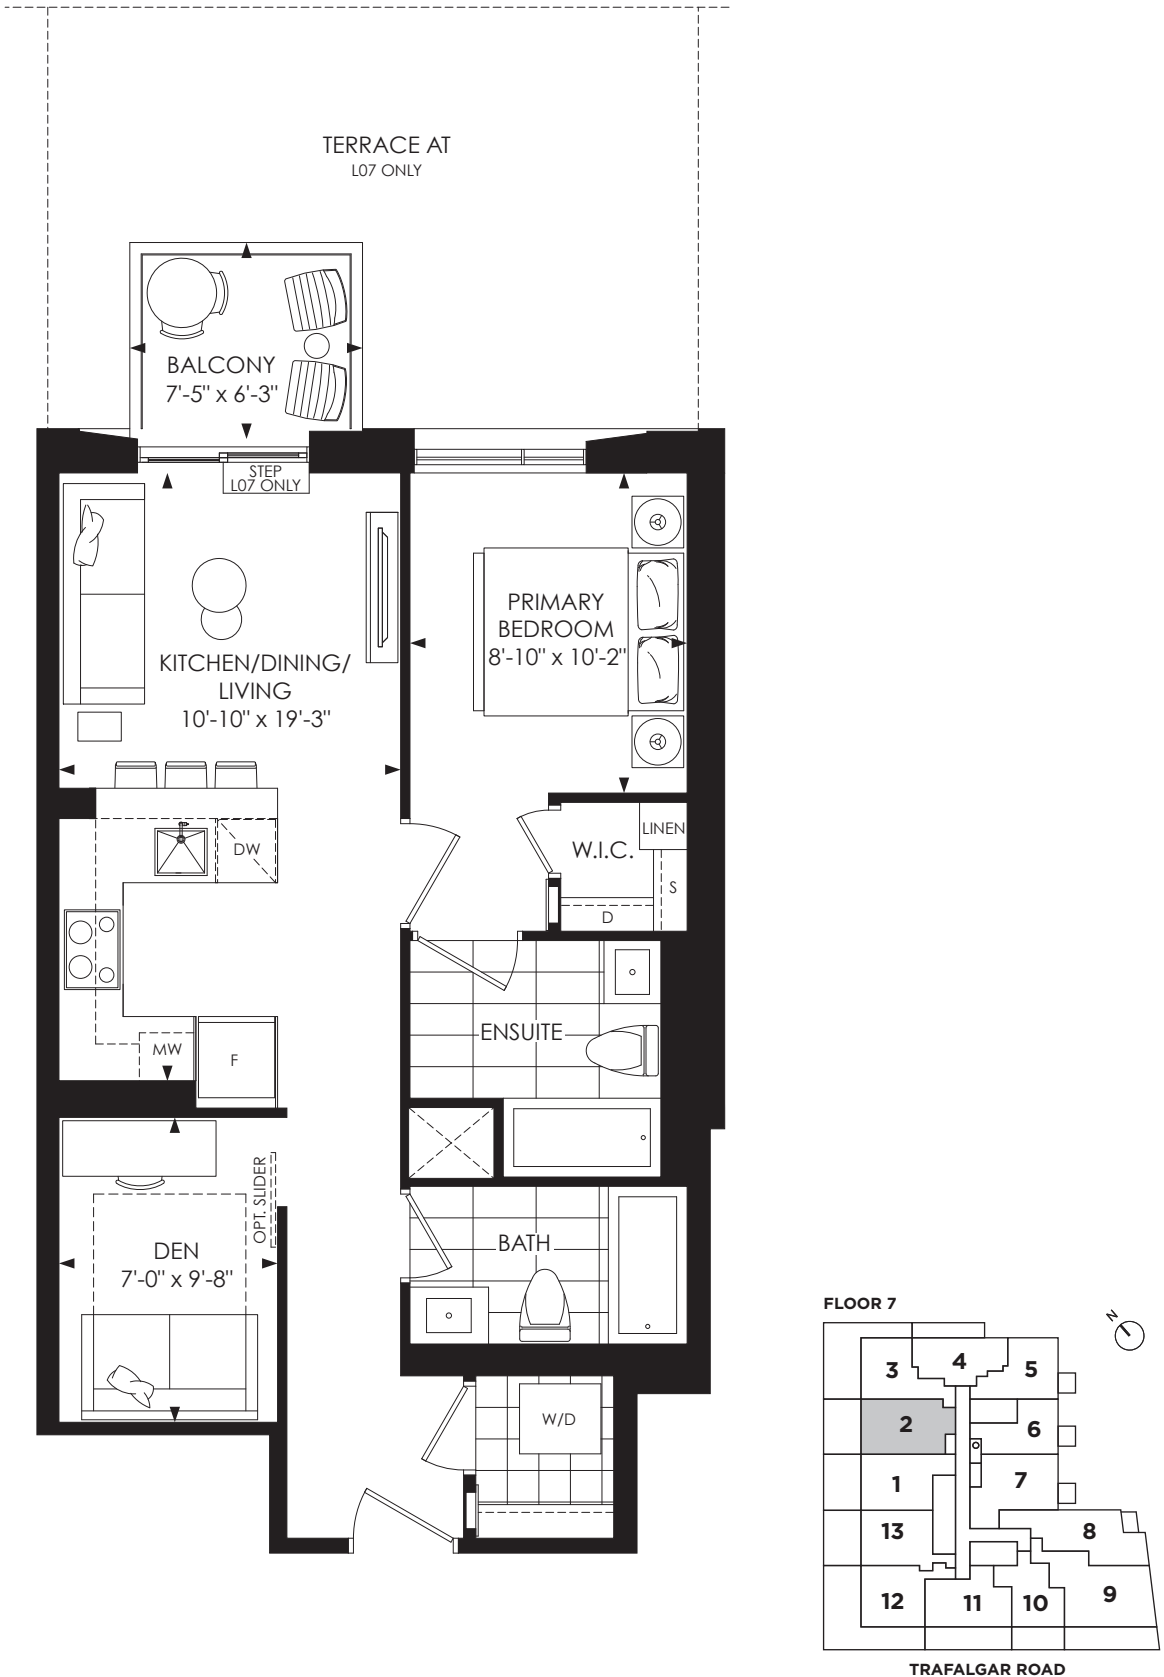 TERRACE AT
L07 ONLY
BALCONY
7'-5" x 6'-3"
STEP
L07 ONLY
PRIMARY
BEDROOM
8'-10" x 10'-2"
KITCHEN/DINING/
LIVING
10'-10" x 19'-3"
DW
W.I.C.
LINEN
S
D
MW
F
ENSUITE
OPT. SLIDER
DEN
7'-0" x 9'-8"
BATH
W/D
FLOOR 7
N
3
4
5
2
6
1
7
13
8
12
11
10
9
TRAFALGAR ROAD